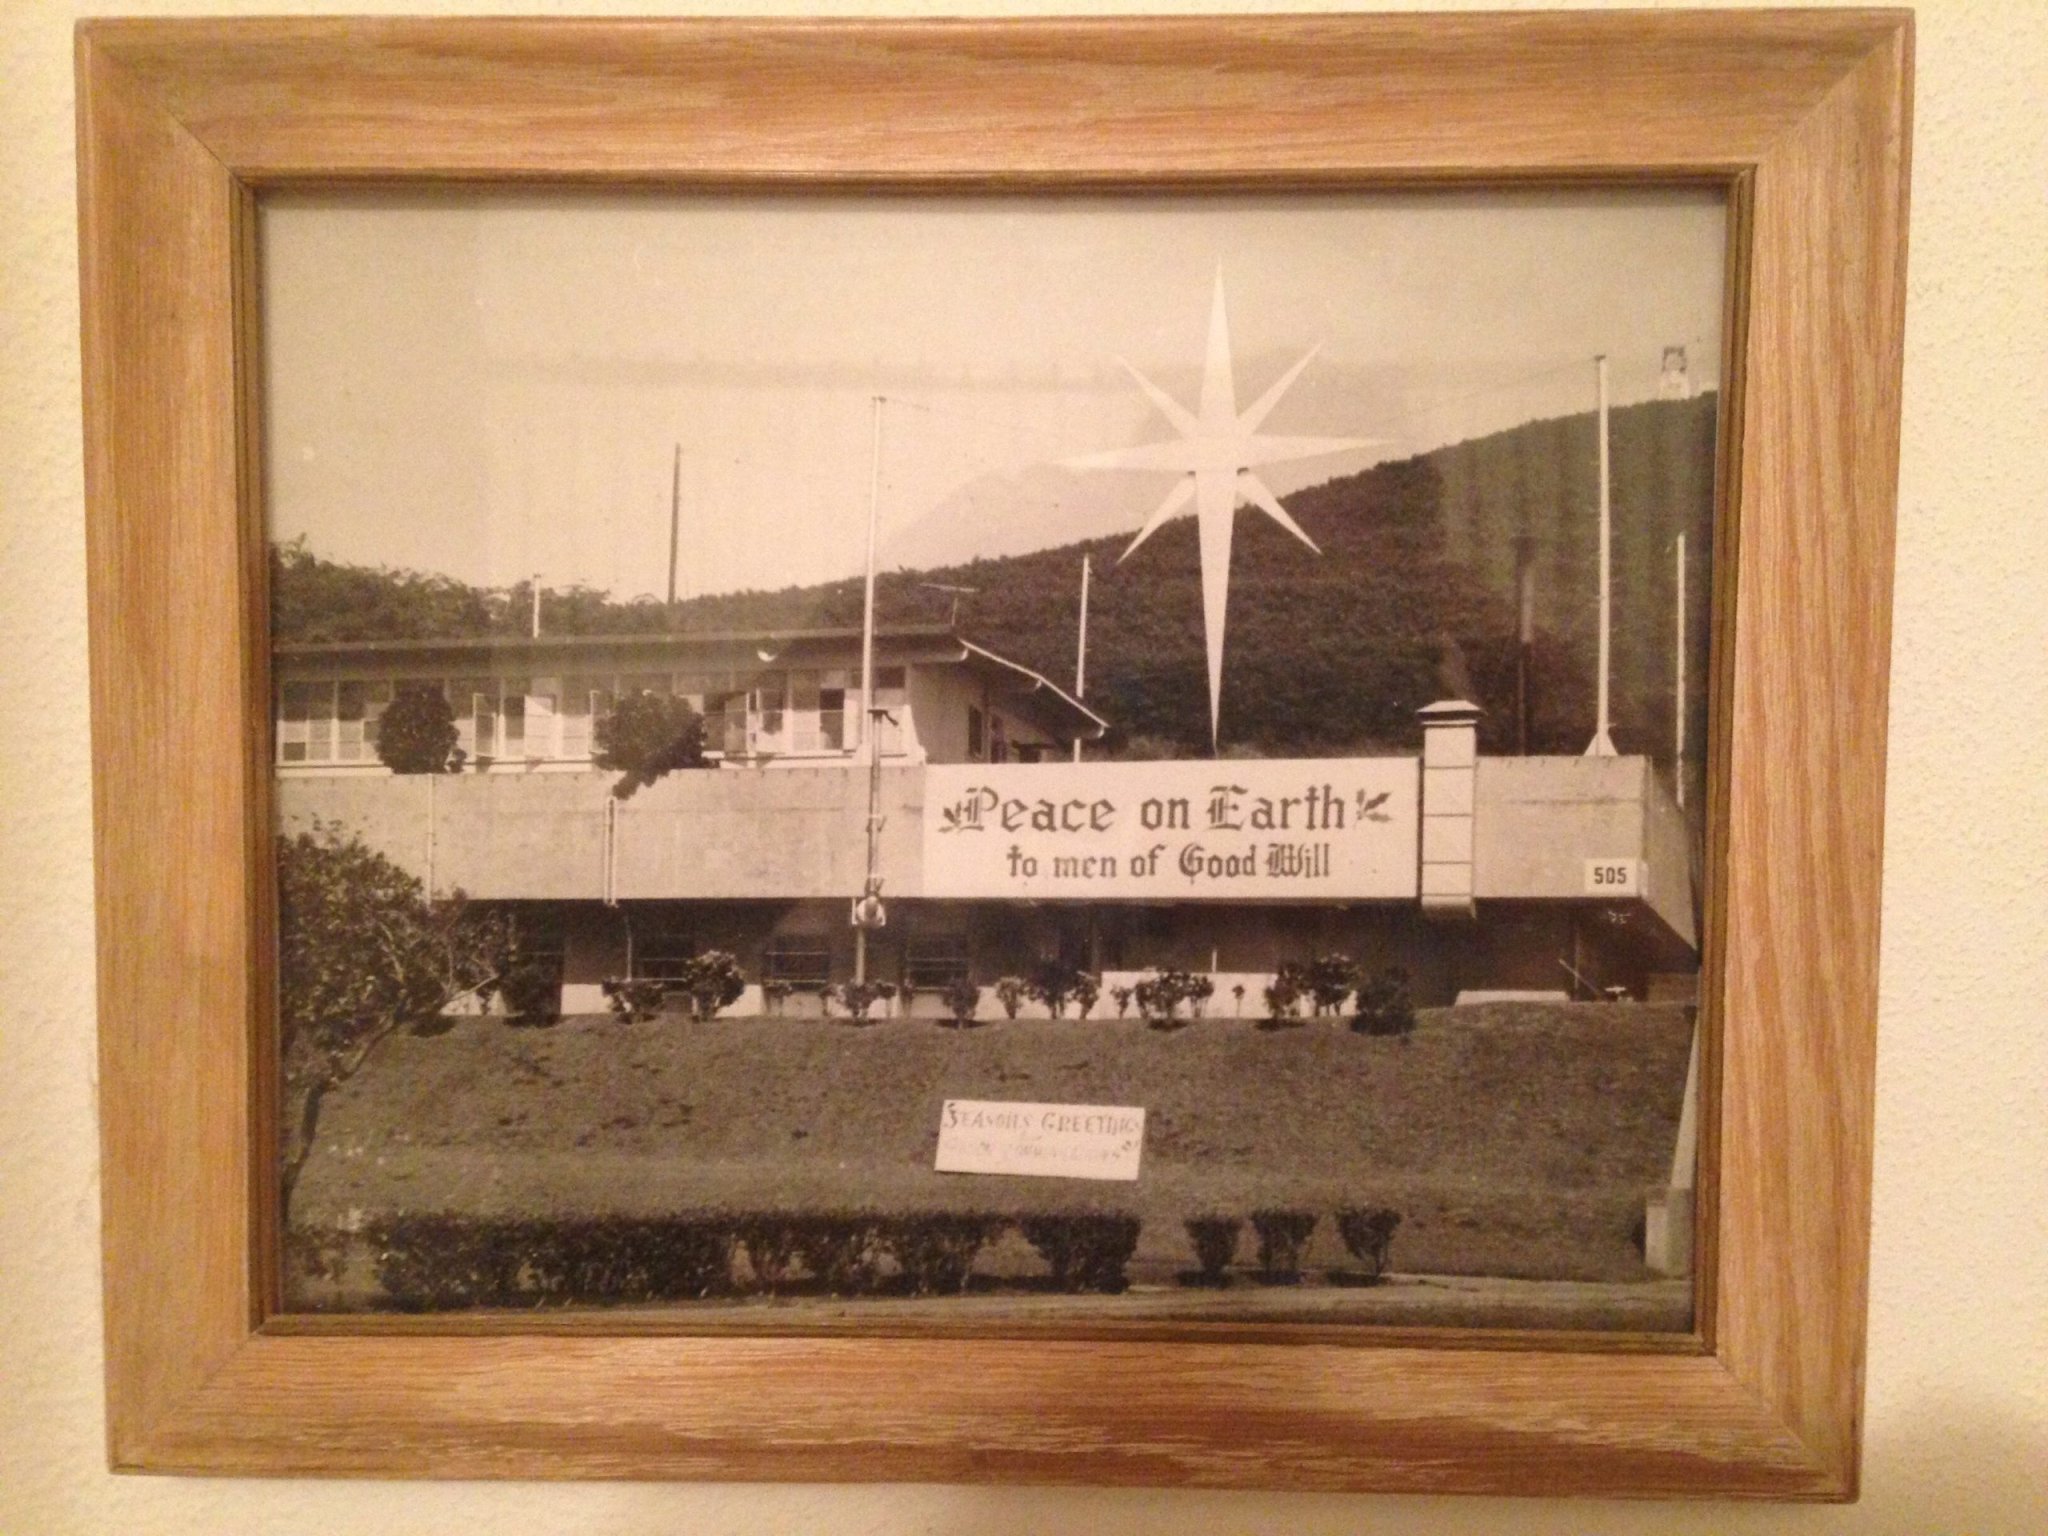 Peace on Earth
to men of Good Will
505
SEASONS GREETINGS